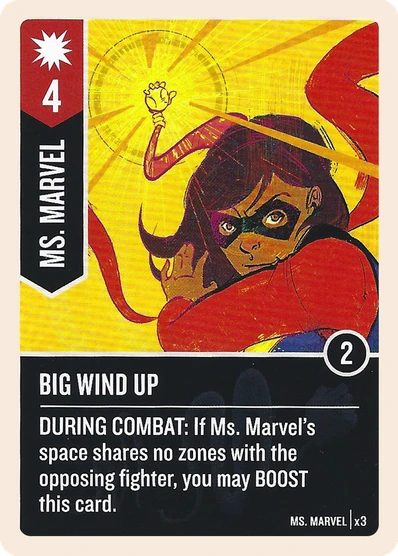 4
MS. MARVEL
2
BIG WIND UP
DURING COMBAT: If Ms. Marvel's
space shares no zones with the
opposing fighter, you may BOOST
this card.
MS. MARVEL | x3